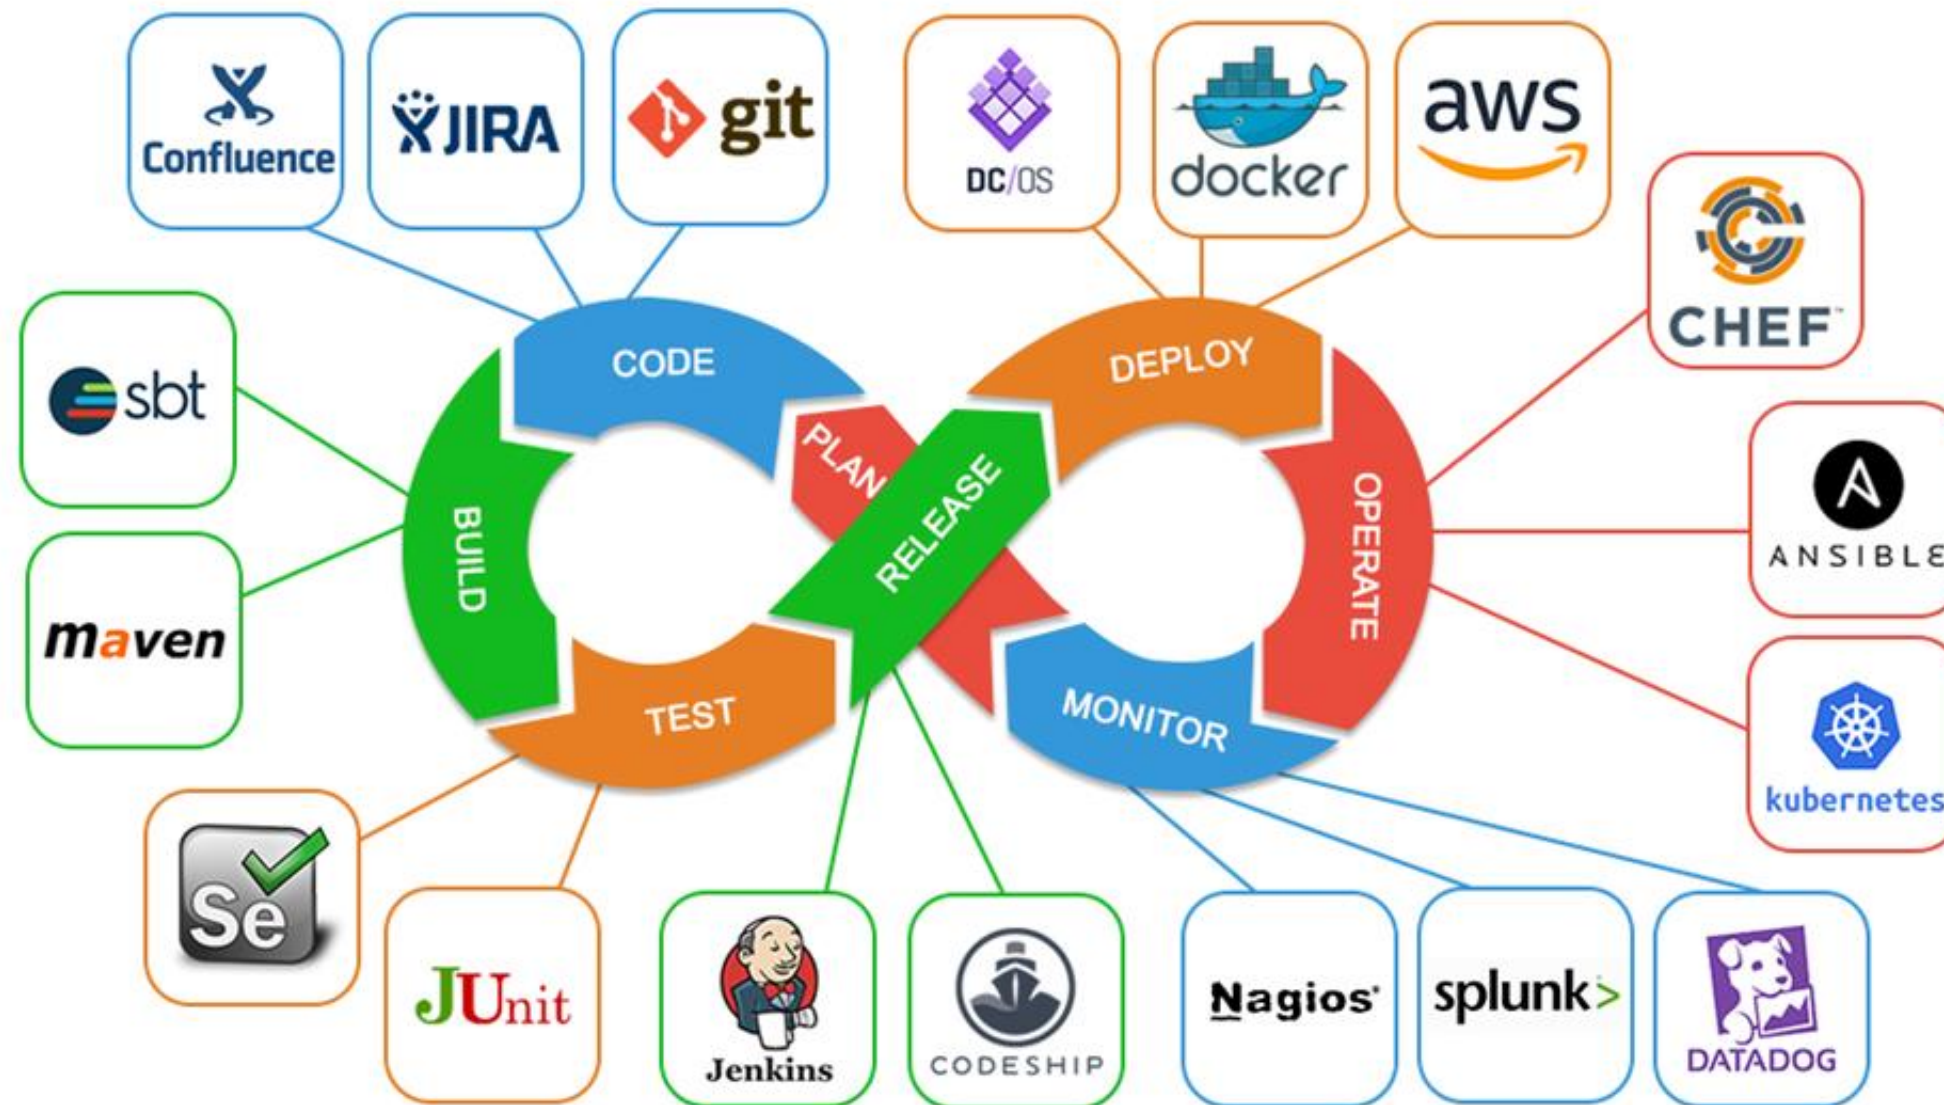 Confluence
JIRA
git
DC/OS
docker
aws
CHEF™
sbt
CODE
DEPLOY
PLAN
RELEASE
BUILD
OPERATE
ANSIBLE
maven
TEST
MONITOR
kubernetes
Se
JUnit
Jenkins
CODESHIP
Nagios®
splunk>
DATADOG